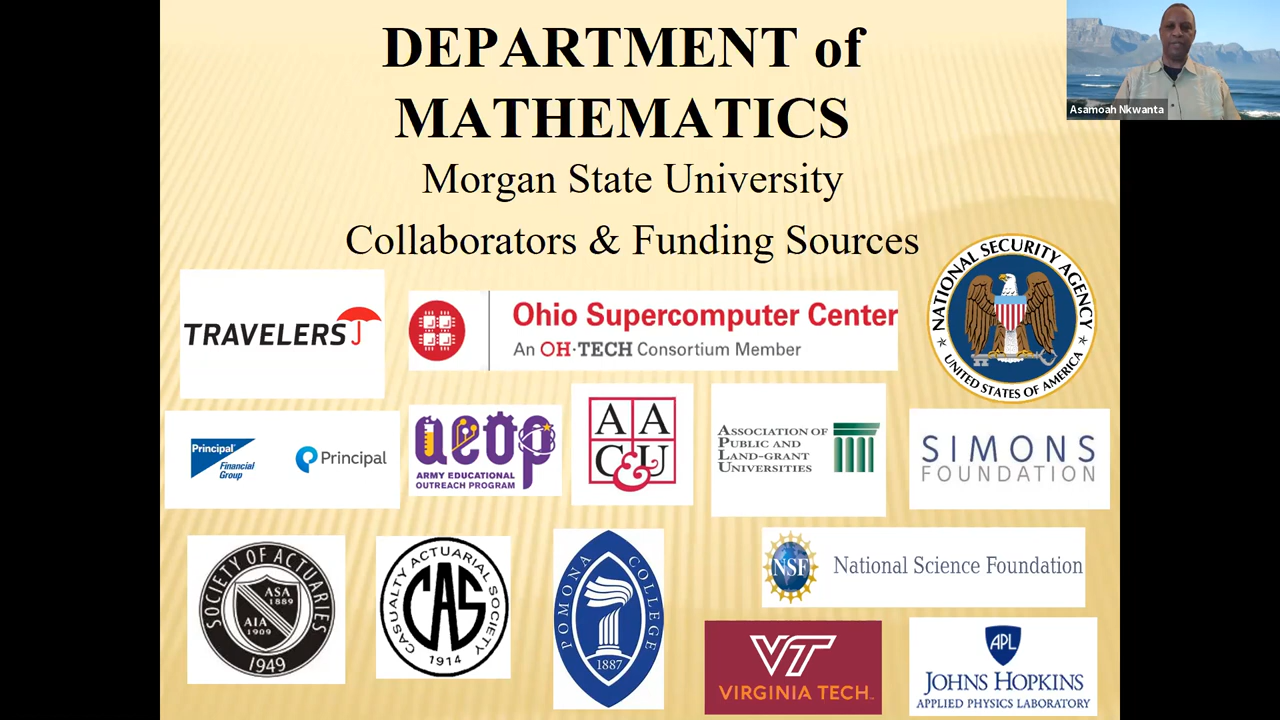 DEPARTMENT of
MATHEMATICS
Morgan State University
Collaborators & Funding Sources
Asamoah Nkwanta
TRAVELERS
Ohio Supercomputer Center
An OH·TECH Consortium Member
NATIONAL SECURITY AGENCY
UNITED STATES OF AMERICA
Principal
Financial
Group
Principal
aeop
ARMY EDUCATIONAL
OUTREACH PROGRAM
A A
C & U
ASSOCIATION OF
PUBLIC AND
LAND-GRANT
UNIVERSITIES
SIMONS
FOUNDATION
SOCIETY OF ACTUARIES
ASA
1889
AIA
1909
1949
CASUALTY ACTUARIAL SOCIETY
CAS
1914
POMONA COLLEGE
1887
NSF
National Science Foundation
VT
VIRGINIA TECH
APL
JOHNS HOPKINS
APPLIED PHYSICS LABORATORY